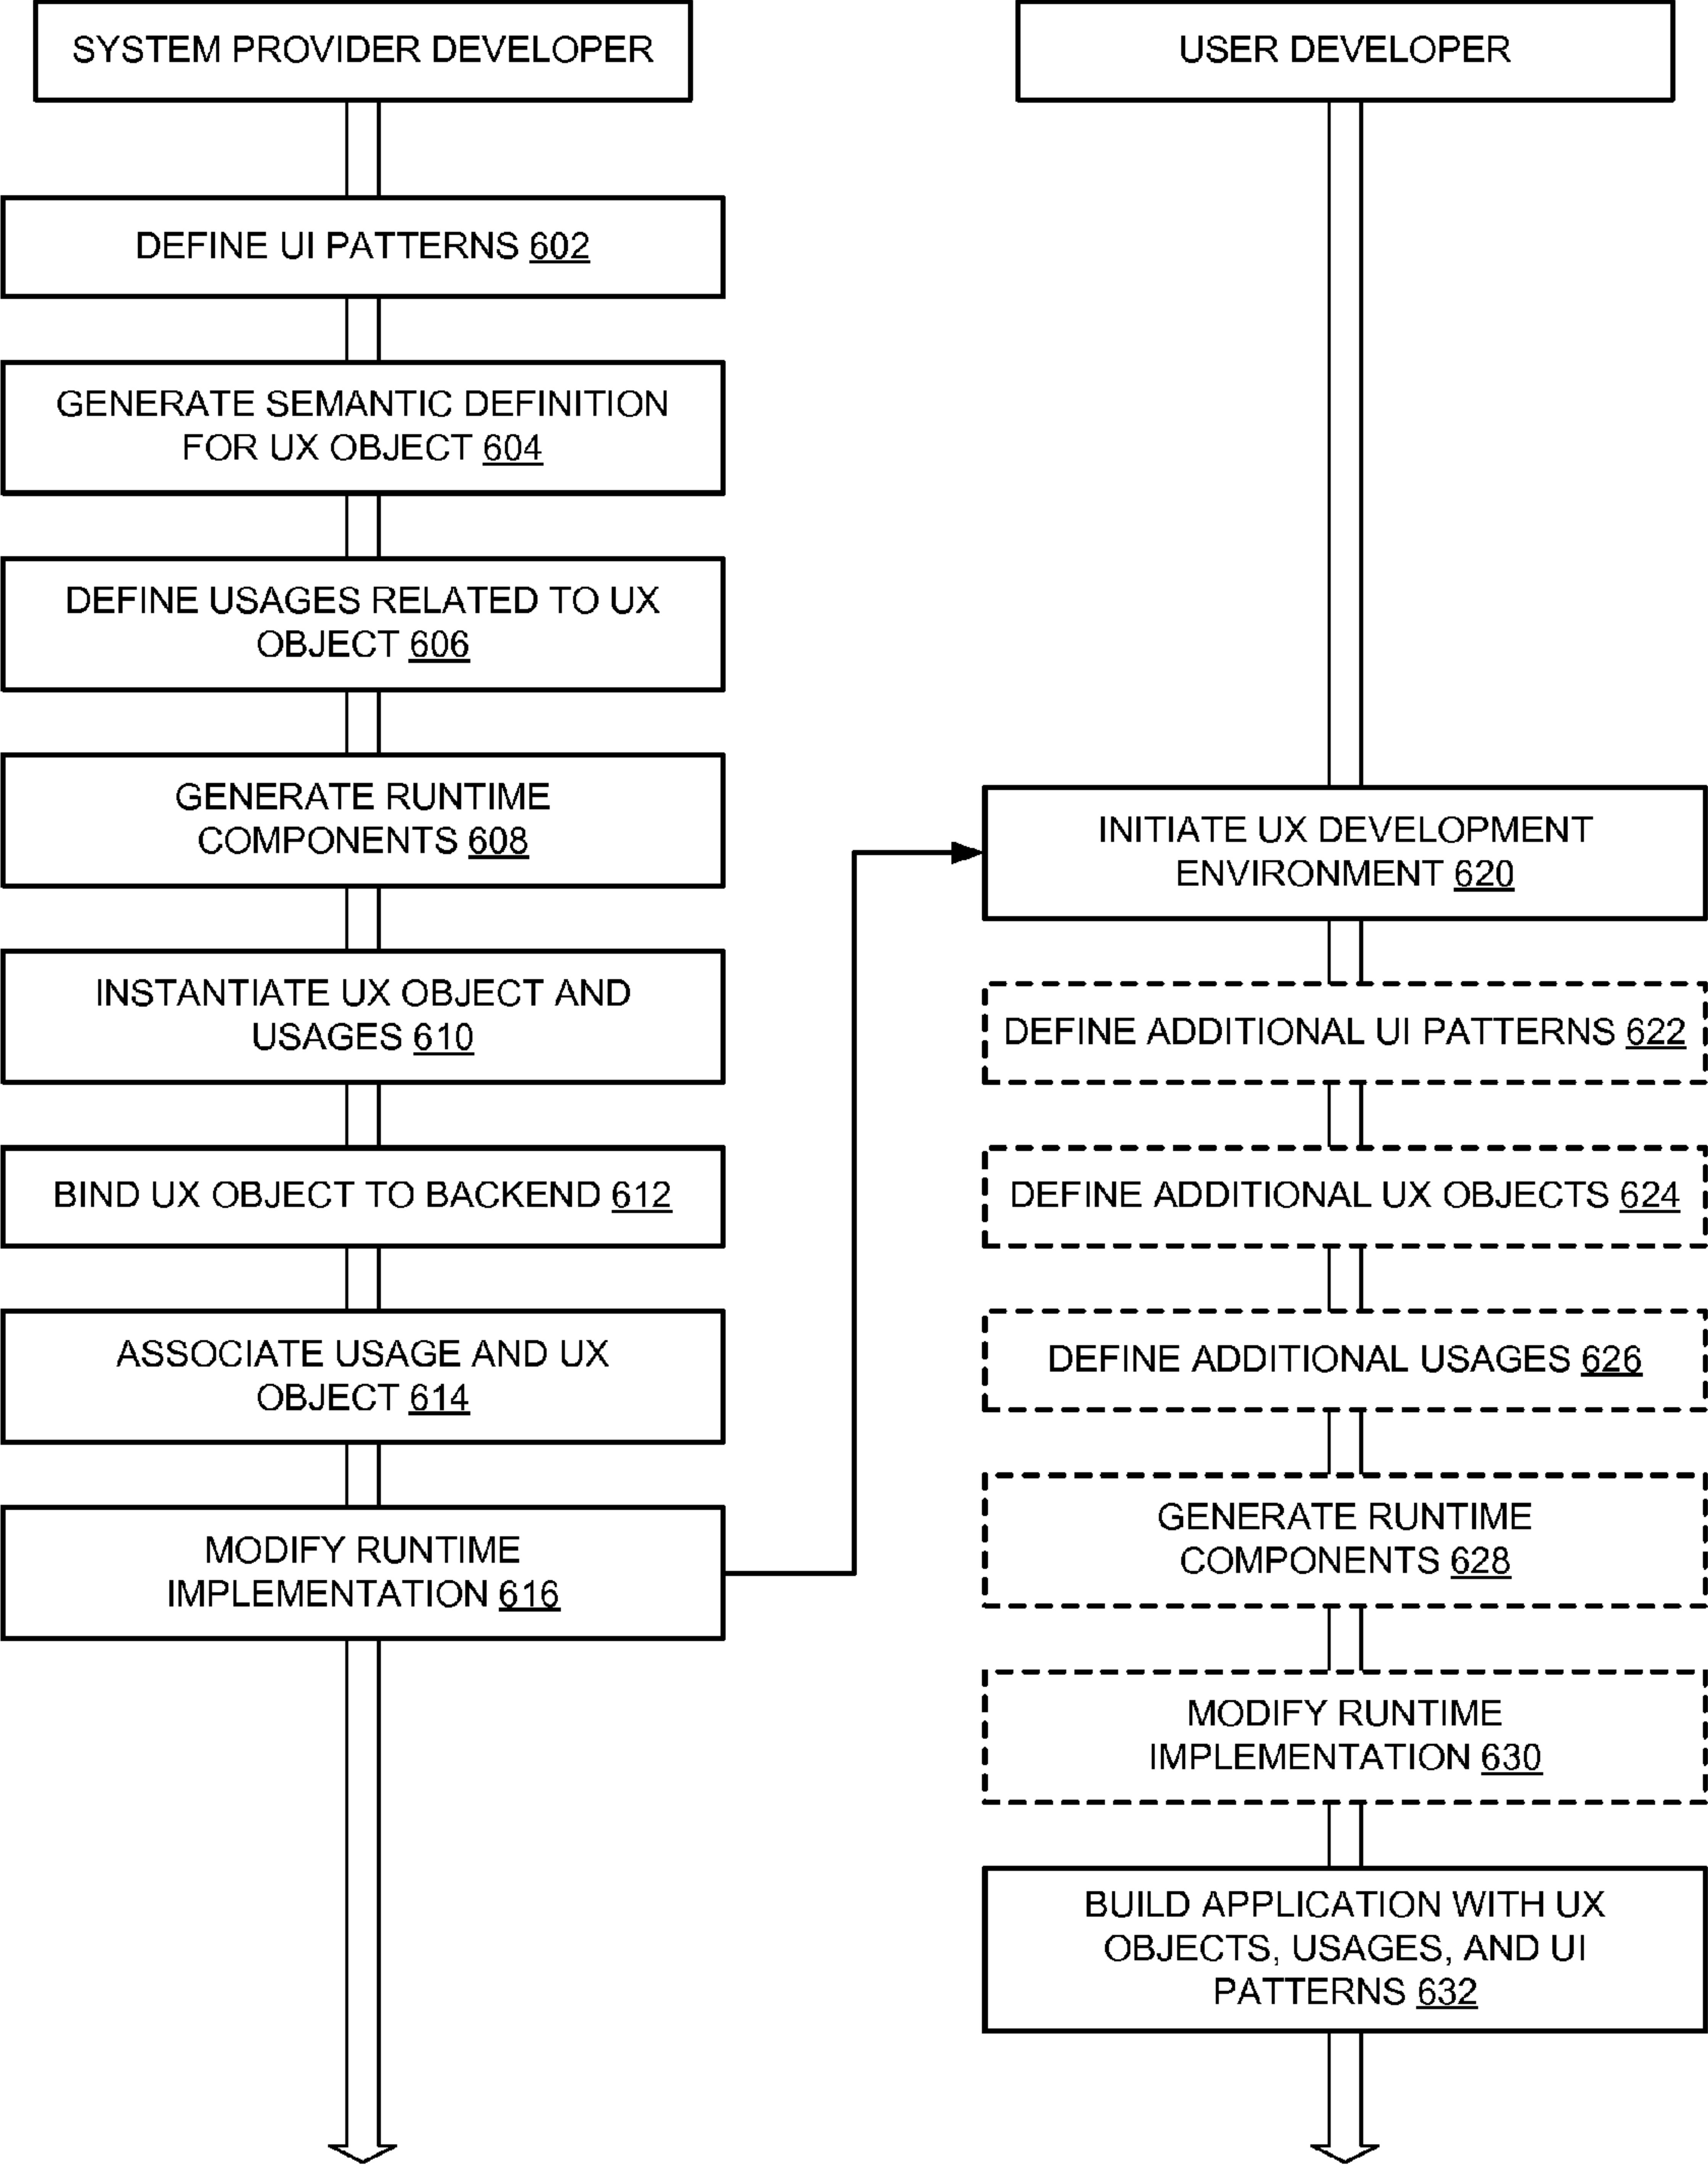 SYSTEM PROVIDER DEVELOPER
DEFINE UI PATTERNS 602
GENERATE SEMANTIC DEFINITION
FOR UX OBJECT 604
DEFINE USAGES RELATED TO UX
OBJECT 606
GENERATE RUNTIME
COMPONENTS 608
INSTANTIATE UX OBJECT AND
USAGES 610
BIND UX OBJECT TO BACKEND 612
ASSOCIATE USAGE AND UX
OBJECT 614
MODIFY RUNTIME
IMPLEMENTATION 616
USER DEVELOPER
INITIATE UX DEVELOPMENT
ENVIRONMENT 620
DEFINE ADDITIONAL UI PATTERNS 622
DEFINE ADDITIONAL UX OBJECTS 624
DEFINE ADDITIONAL USAGES 626
GENERATE RUNTIME
COMPONENTS 628
MODIFY RUNTIME
IMPLEMENTATION 630
BUILD APPLICATION WITH UX
OBJECTS, USAGES, AND UI
PATTERNS 632